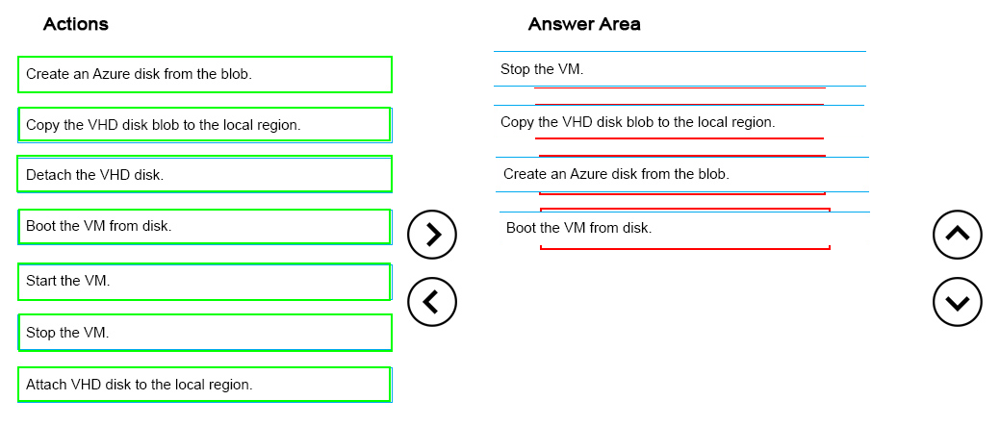 Actions
Create an Azure disk from the blob.
Copy the VHD disk blob to the local region.
Detach the VHD disk.
Boot the VM from disk.
Start the VM.
Stop the VM.
Attach VHD disk to the local region.
Answer Area
Stop the VM.
Copy the VHD disk blob to the local region.
Create an Azure disk from the blob.
Boot the VM from disk.